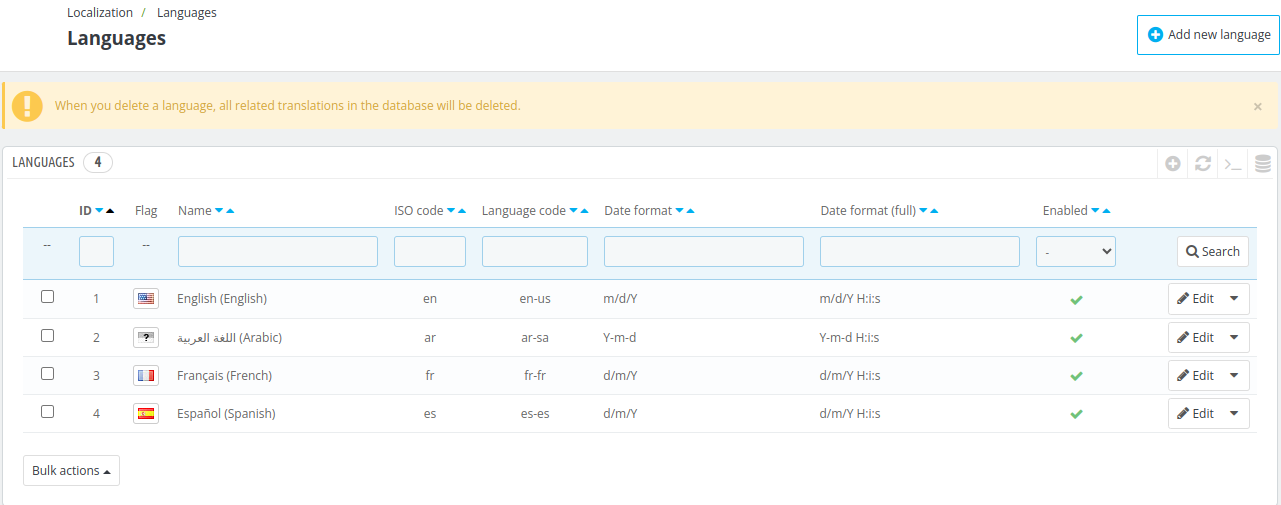 Localization / Languages
Languages
Add new language
When you delete a language, all related translations in the database will be deleted.
×
LANGUAGES 4
ID Flag Name ISO code Language code Date format Date format (full) Enabled
-- -- - Search
1 English (English) en en-us m/d/Y m/d/Y H:i:s Edit
2 ? اللغة العربية (Arabic) ar ar-sa Y-m-d Y-m-d H:i:s Edit
3 Français (French) fr fr-fr d/m/Y d/m/Y H:i:s Edit
4 Español (Spanish) es es-es d/m/Y d/m/Y H:i:s Edit
Bulk actions